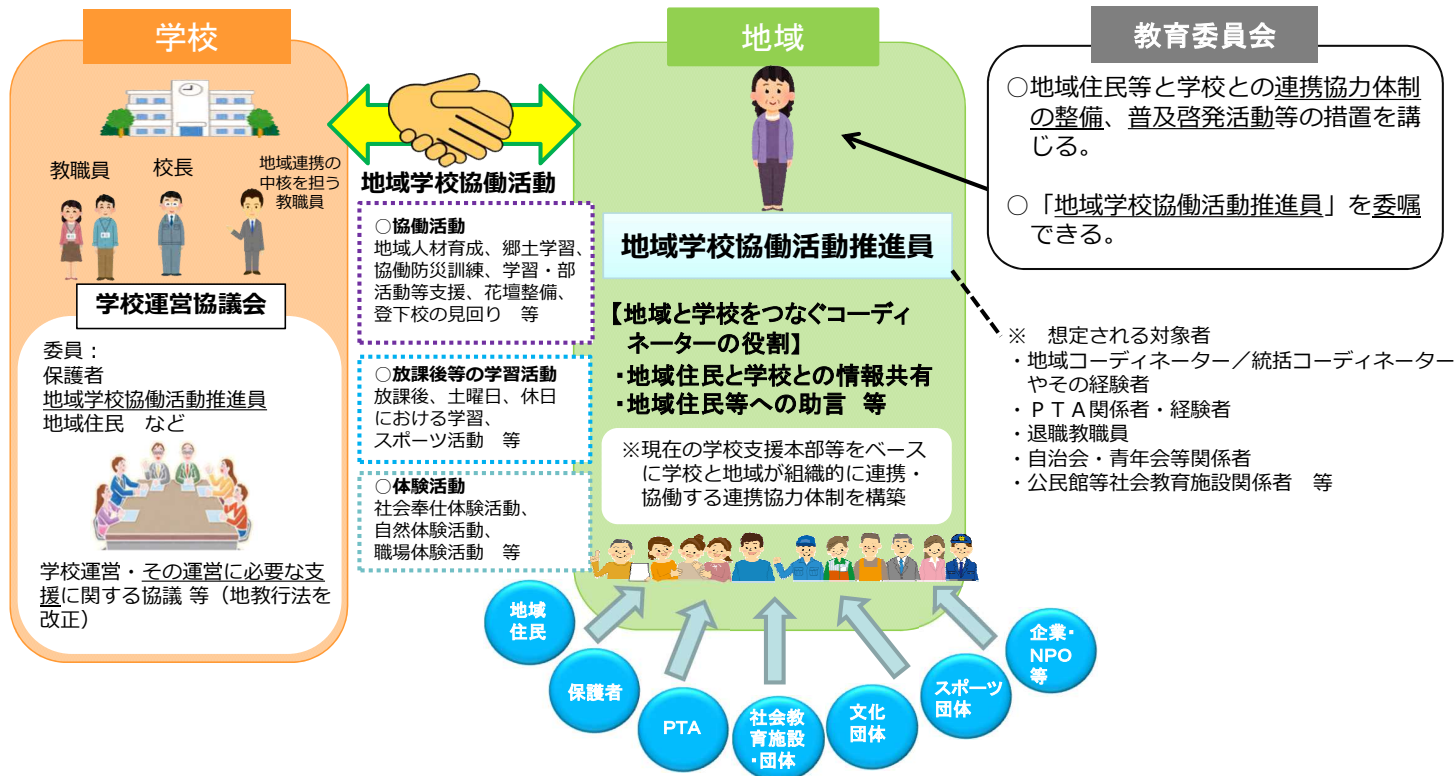 学校
教職員
校長
地域連携の
中核を担う
教職員
学校運営協議会
委員：
保護者
地域学校協働活動推進員
地域住民　など
学校運営・その運営に必要な支
援に関する協議 等（地教行法を
改正）
地域学校協働活動
○協働活動
地域人材育成、郷土学習、
協働防災訓練、学習・部
活動等支援、花壇整備、
登下校の見回り　等
○放課後等の学習活動
放課後、土曜日、休日
における学習、
スポーツ活動　等
○体験活動
社会奉仕体験活動、
自然体験活動、
職場体験活動　等
地域
地域学校協働活動推進員
【地域と学校をつなぐコーディ
ネーターの役割】
・地域住民と学校との情報共有
・地域住民等への助言　等
※現在の学校支援本部等をベース
に学校と地域が組織的に連携・
協働する連携協力体制を構築
地域
住民
保護者
PTA
社会教
育施設
・団体
文化
団体
スポーツ
団体
企業・
NPO
等
教育委員会
○地域住民等と学校との連携協力体制
の整備、普及啓発活動等の措置を講
じる。
○「地域学校協働活動推進員」を委嘱
できる。
※　想定される対象者
・地域コーディネーター／統括コーディネーター
やその経験者
・ＰＴＡ関係者・経験者
・退職教職員
・自治会・青年会等関係者
・公民館等社会教育施設関係者　等